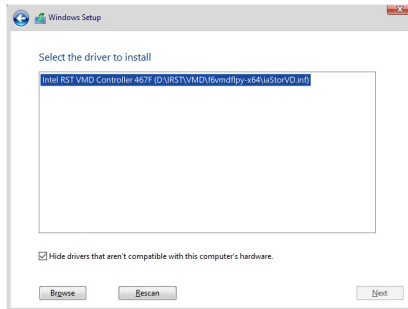 Windows Setup
Select the driver to install
Intel RST VMD Controller 467F (D:\IRST\VMD\f6vmdflpy-x64\iaStorVD.inf)
Hide drivers that aren't compatible with this computer's hardware.
Browse
Rescan
Next